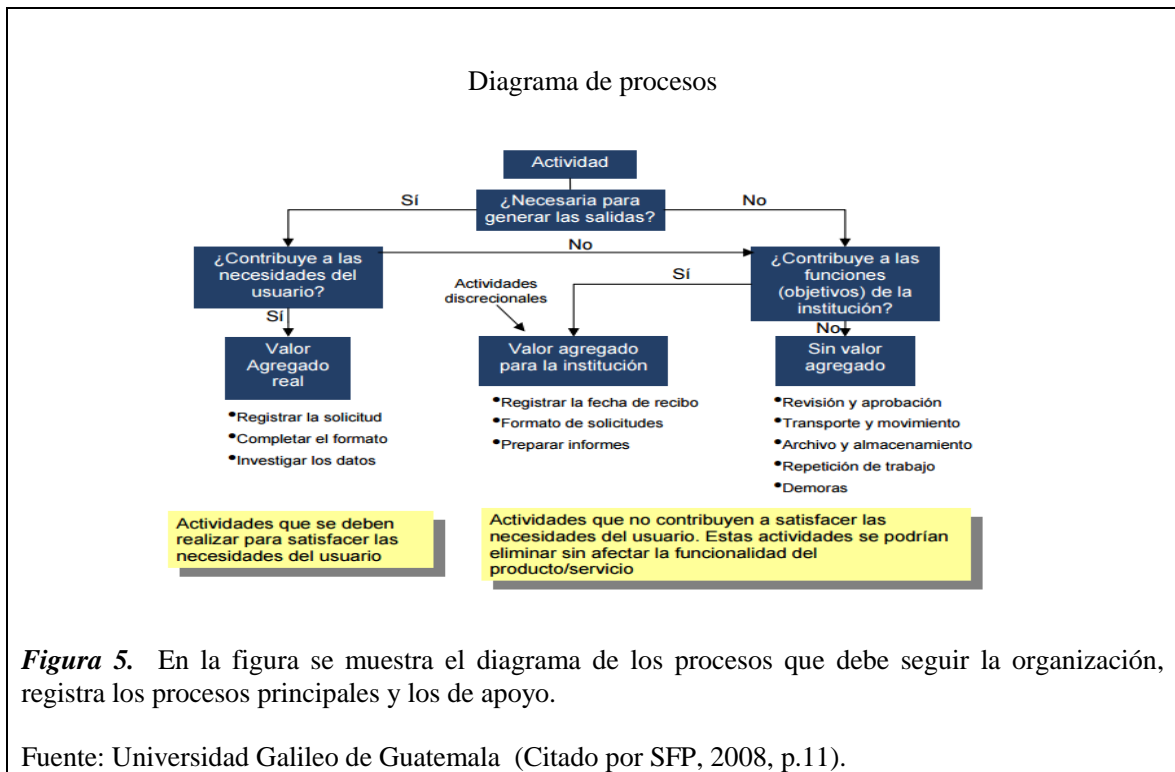 Diagrama de procesos
Actividad
¿Necesaria para
generar las salidas?
Sí
No
¿Contribuye a las
necesidades del
usuario?
No
¿Contribuye a las
funciones
(objetivos) de la
institución?
Sí
Actividades
discrecionales
Sí
No
Valor
Agregado
real
Valor agregado
para la institución
Sin valor
agregado
•Registrar la solicitud
•Completar el formato
•Investigar los datos
•Registrar la fecha de recibo
•Formato de solicitudes
•Preparar informes
•Revisión y aprobación
•Transporte y movimiento
•Archivo y almacenamiento
•Repetición de trabajo
•Demoras
Actividades que se deben
realizar para satisfacer las
necesidades del usuario
Actividades que no contribuyen a satisfacer las
necesidades del usuario. Estas actividades se podrían
eliminar sin afectar la funcionalidad del
producto/servicio
Figura 5. En la figura se muestra el diagrama de los procesos que debe seguir la organización,
registra los procesos principales y los de apoyo.
Fuente: Universidad Galileo de Guatemala (Citado por SFP, 2008, p.11).